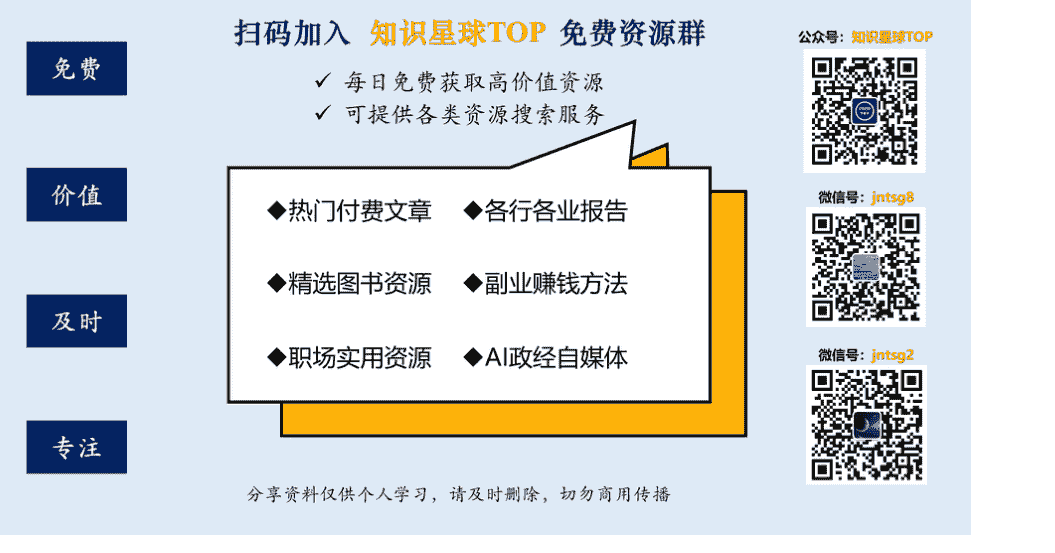 扫码加入 知识星球TOP 免费资源群
✓ 每日免费获取高价值资源
✓ 可提供各类资源搜索服务
免费
价值
及时
专注
◆热门付费文章 ◆各行各业报告
◆精选图书资源 ◆副业赚钱方法
◆职场实用资源 ◆AI政经自媒体
公众号：知识星球TOP
微信号：jntsg8
微信号：jntsg2
分享资料仅供个人学习，请及时删除，切勿商用传播